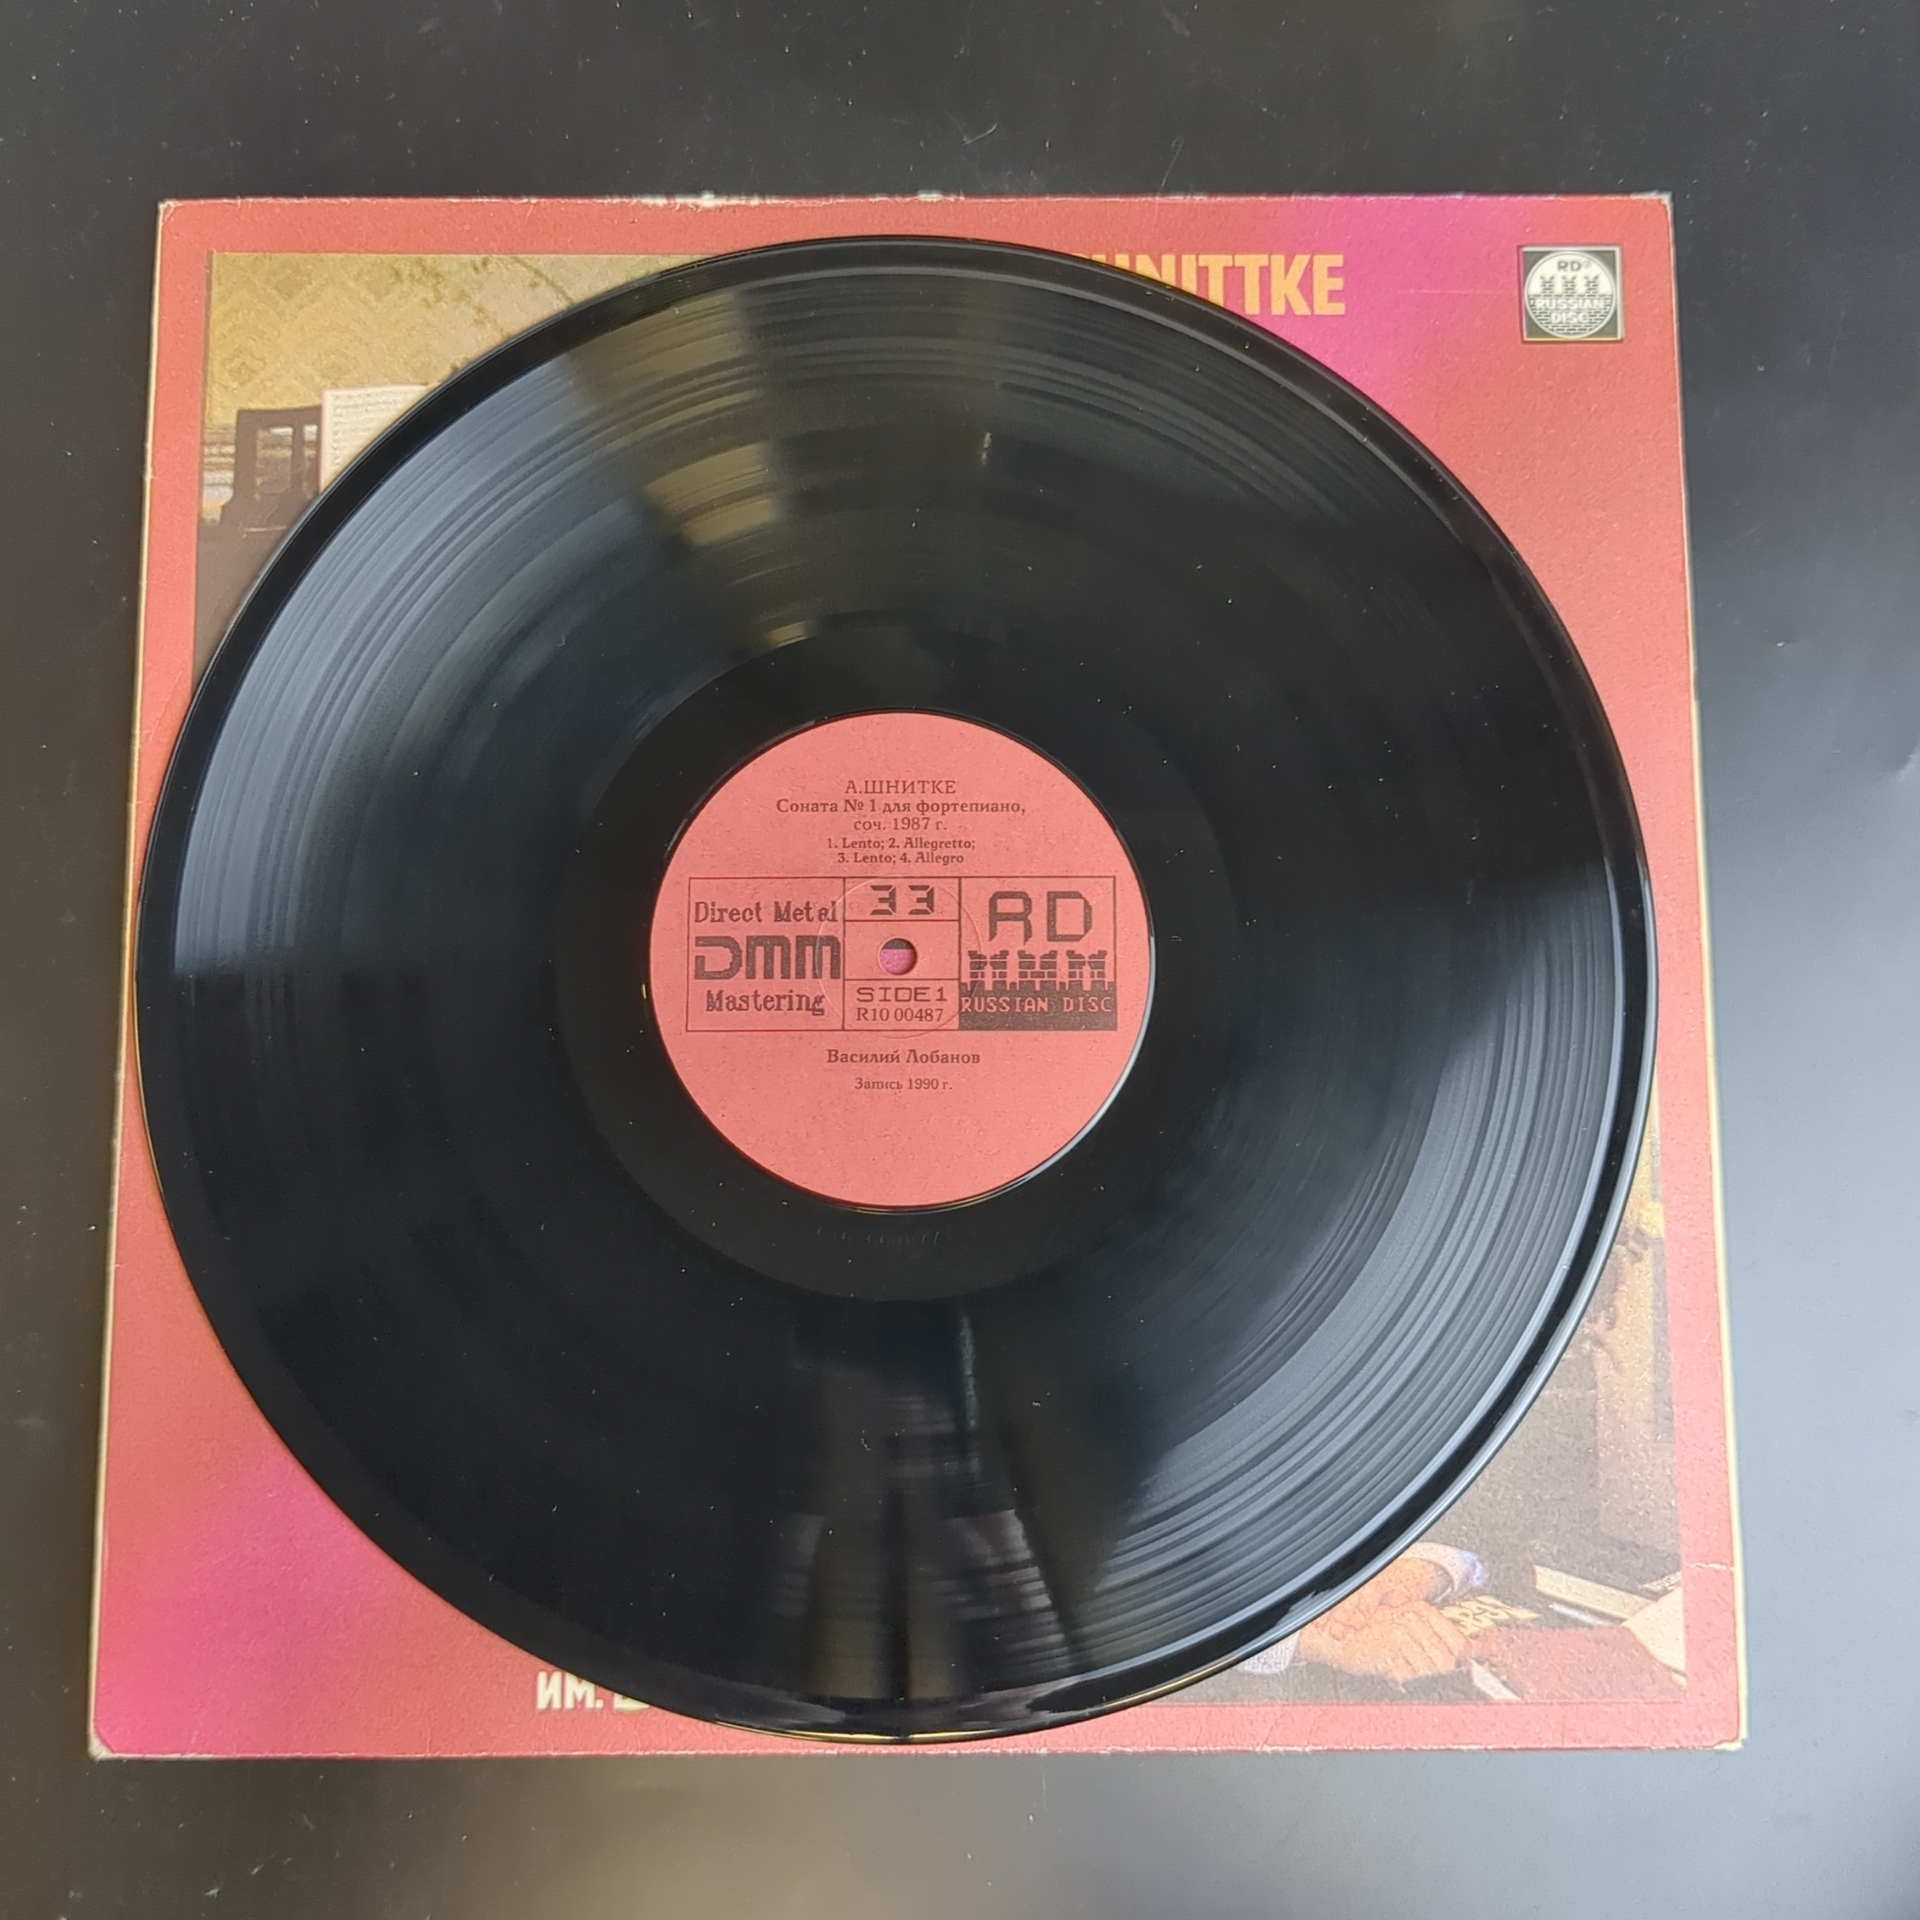 RD®
RUSSIAN
DISC
А.ШНИТКЕ
Соната № 1 для фортепиано,
соч. 1987 г.
1. Lento; 2. Allegretto;
3. Lento; 4. Allegro
Direct Metal
DMM
Mastering
33
SIDE1
R10 00487
RD
RUSSIAN DISC
Василий Лобанов
Запись 1990 г.
ИМ.